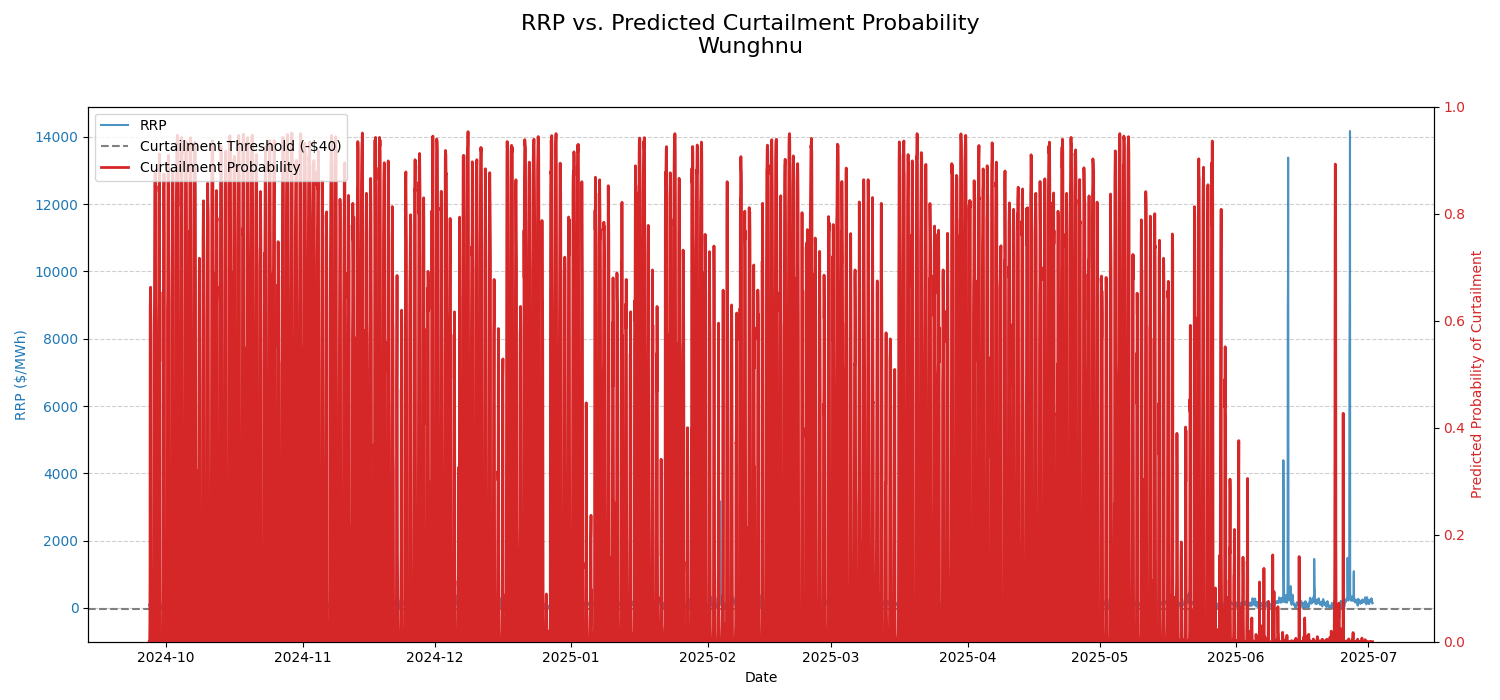 RRP vs. Predicted Curtailment Probability
Wunghnu
RRP
Curtailment Threshold (-$40)
Curtailment Probability
RRP ($/MWh)
14000
12000
10000
8000
6000
4000
2000
0
1.0
0.8
0.6
0.4
0.2
0.0
Predicted Probability of Curtailment
2024-10 2024-11 2024-12 2025-01 2025-02 2025-03 2025-04 2025-05 2025-06 2025-07
Date